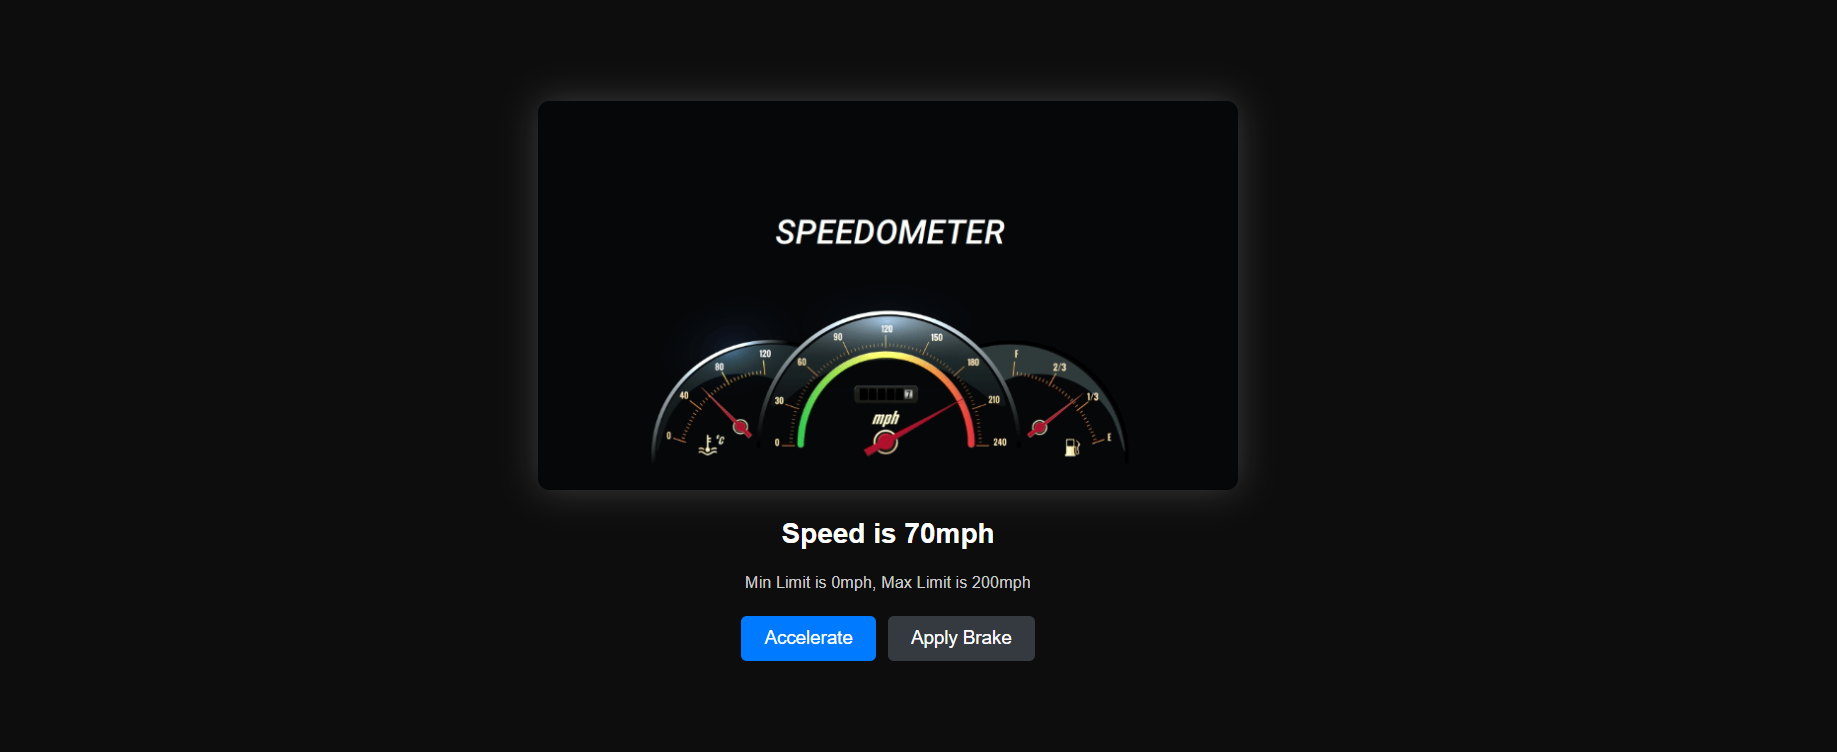 SPEEDOMETER
0 40 80 120
°C
0 30 60 90 120 150 180 210 240
mph
F 2/3 1/3 E
Speed is 70mph
Min Limit is 0mph, Max Limit is 200mph
Accelerate
Apply Brake